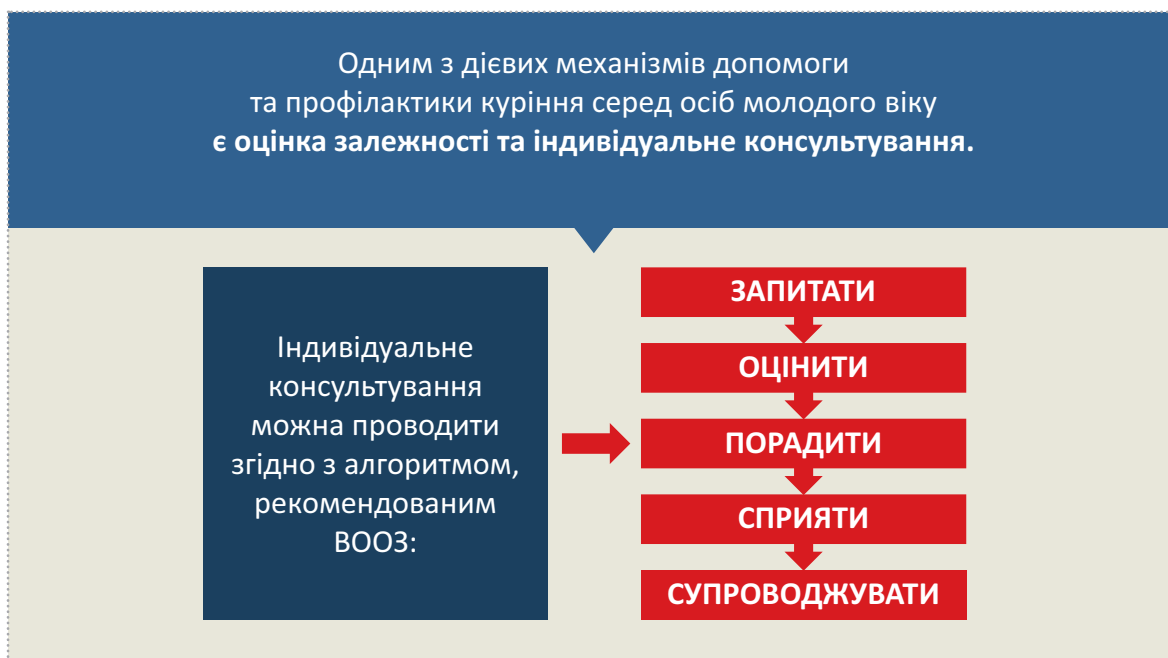 Одним з дієвих механізмів допомоги
та профілактики куріння серед осіб молодого віку
є оцінка залежності та індивідуальне консультування.
Індивідуальне
консультування
можна проводити
згідно з алгоритмом,
рекомендованим
ВООЗ:
ЗАПИТАТИ
ОЦІНИТИ
ПОРАДИТИ
СПРИЯТИ
СУПРОВОДЖУВАТИ